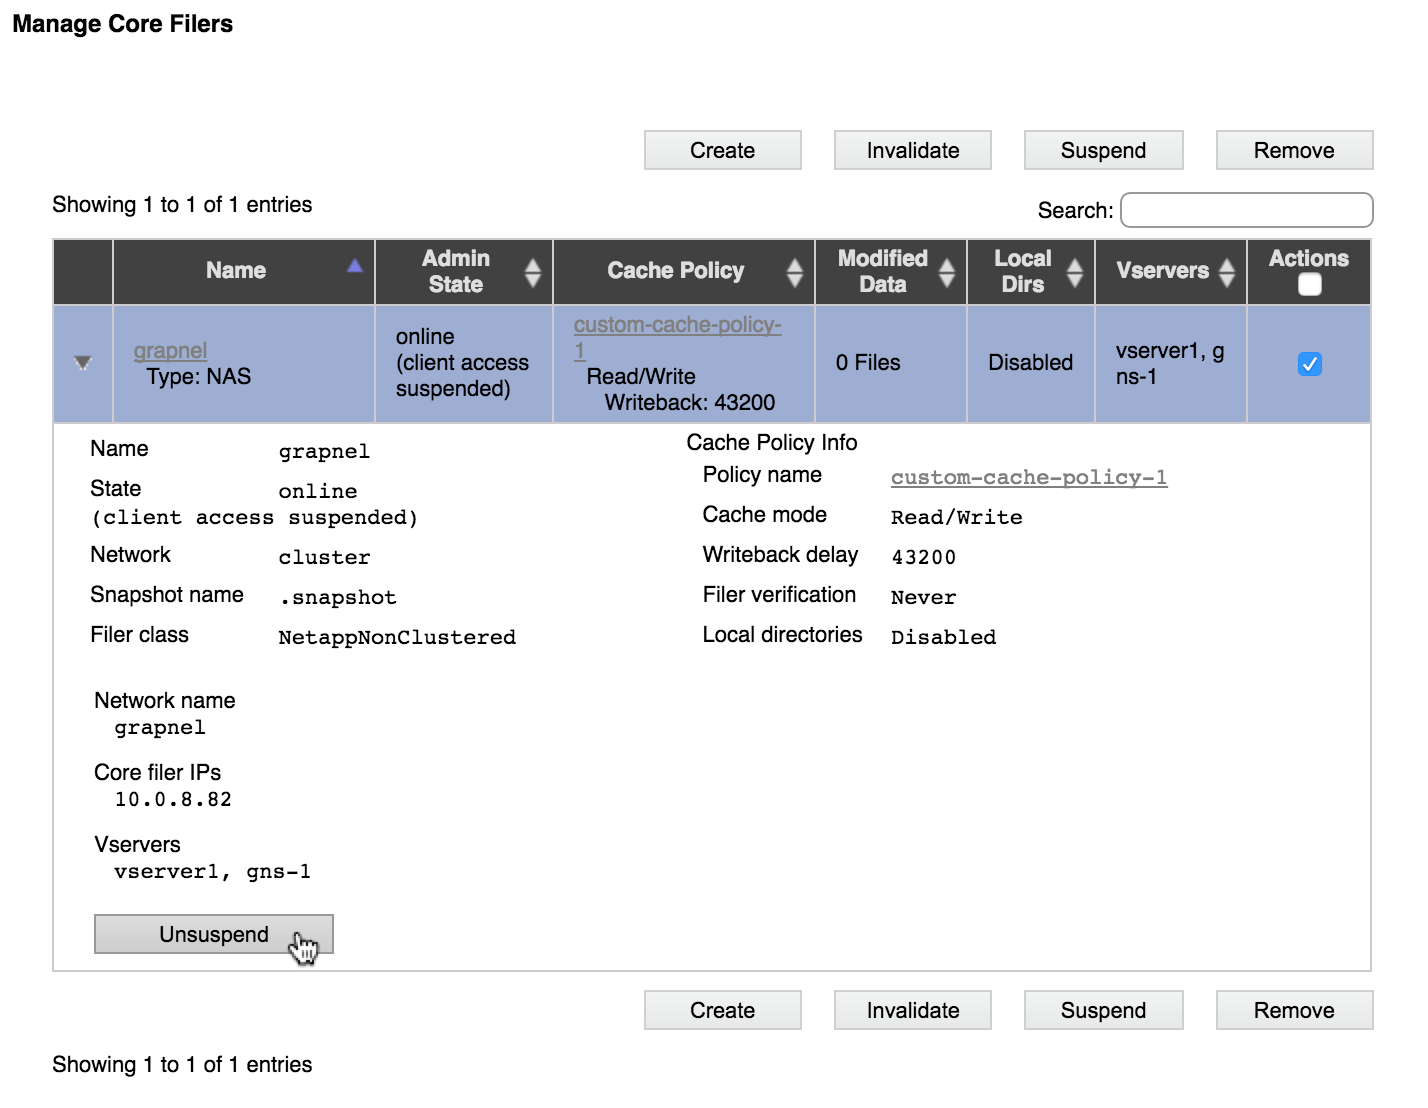 Manage Core Filers
Create Invalidate Suspend Remove
Showing 1 to 1 of 1 entries
Search:
Name Admin State Cache Policy Modified Data Local Dirs Vservers Actions
grapnel
Type: NAS
online
(client access
suspended)
custom-cache-policy-
1
Read/Write
Writeback: 43200
0 Files
Disabled
vserver1, g
ns-1
Name grapnel
State online
(client access suspended)
Network cluster
Snapshot name .snapshot
Filer class NetappNonClustered
Cache Policy Info
Policy name custom-cache-policy-1
Cache mode Read/Write
Writeback delay 43200
Filer verification Never
Local directories Disabled
Network name
grapnel
Core filer IPs
10.0.8.82
Vservers
vserver1, gns-1
Unsuspend
Create Invalidate Suspend Remove
Showing 1 to 1 of 1 entries